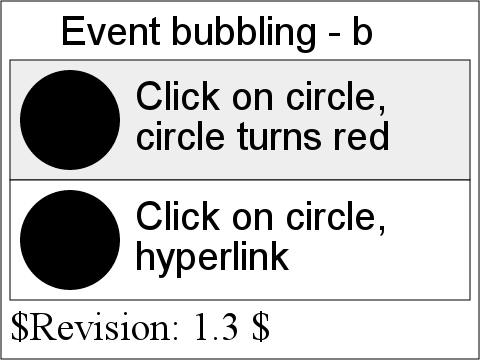 Event bubbling - b
Click on circle,
circle turns red
Click on circle,
hyperlink
$Revision: 1.3 $